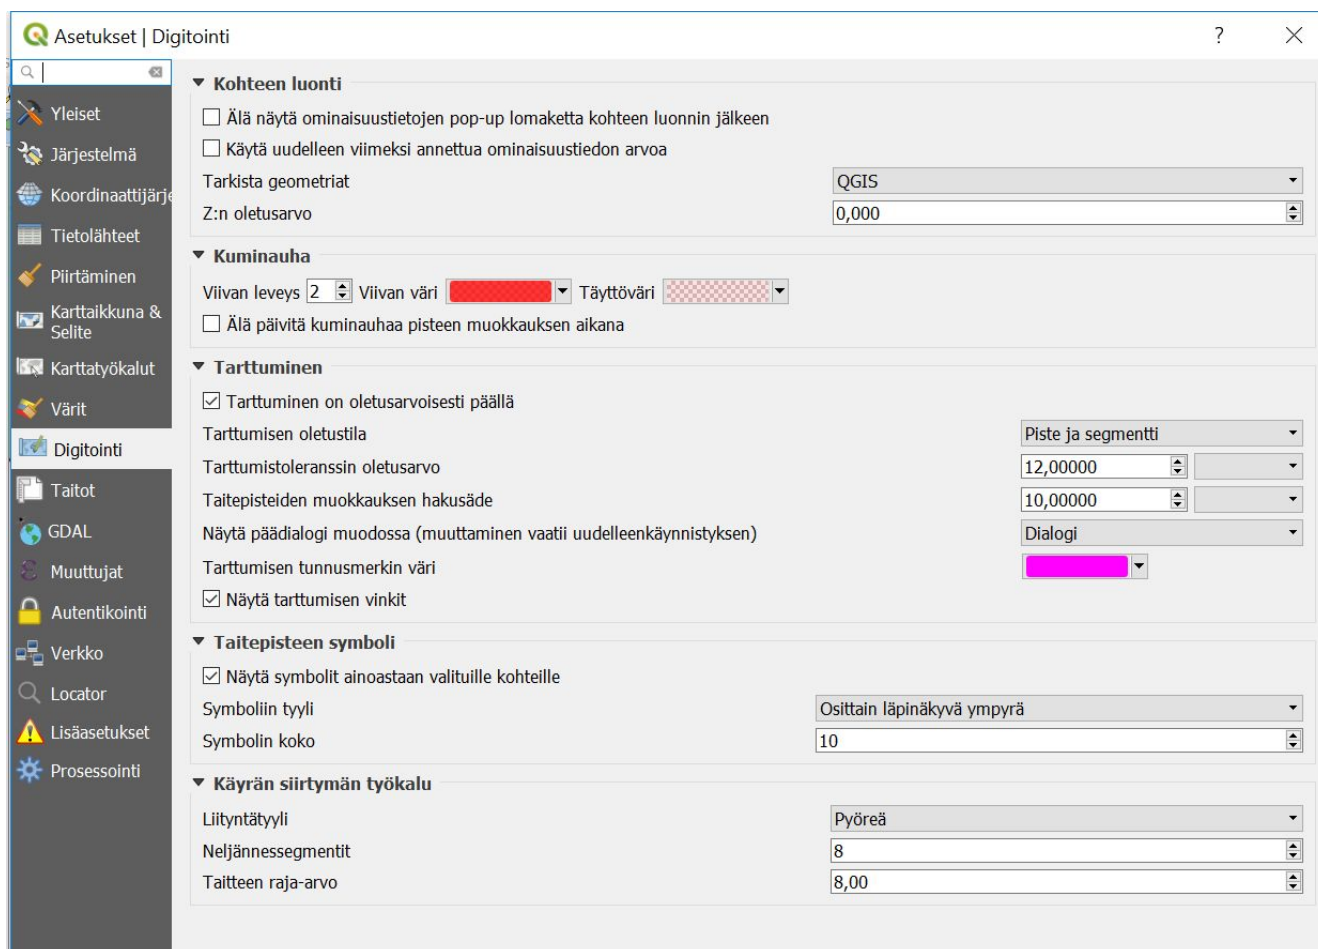 Asetukset | Digitointi
?
Yleiset
Järjestelmä
Koordinaattijärje
Tietolähteet
Piirtäminen
Karttaikkuna &
Selite
Karttatyökalut
Värit
Digitointi
Taitot
GDAL
Muuttujat
Autentikointi
Verkko
Locator
Lisäasetukset
Prosessointi
Kohteen luonti
Älä näytä ominaisuustietojen pop-up lomaketta kohteen luonnin jälkeen
Käytä uudelleen viimeksi annettua ominaisuustiedon arvoa
Tarkista geometriat QGIS
Z:n oletusarvo 0,000
Kuminauha
Viivan leveys 2 Viivan väri Täyttöväri
Älä päivitä kuminauhaa pisteen muokkauksen aikana
Tarttuminen
Tarttuminen on oletusarvoisesti päällä
Tarttumisen oletustila Piste ja segmentti
Tarttumistoleranssin oletusarvo 12,00000
Taitepisteiden muokkauksen hakusäde 10,00000
Näytä päädialogi muodossa (muuttaminen vaatii uudelleenkäynnistyksen) Dialogi
Tarttumisen tunnusmerkin väri
Näytä tarttumisen vinkit
Taitepisteen symboli
Näytä symbolit ainoastaan valituille kohteille
Symboliin tyyli Osittain läpinäkyvä ympyrä
Symbolin koko 10
Käyrän siirtymän työkalu
Liityntätyyli Pyöreä
Neljännessegmentit 8
Taitteen raja-arvo 8,00